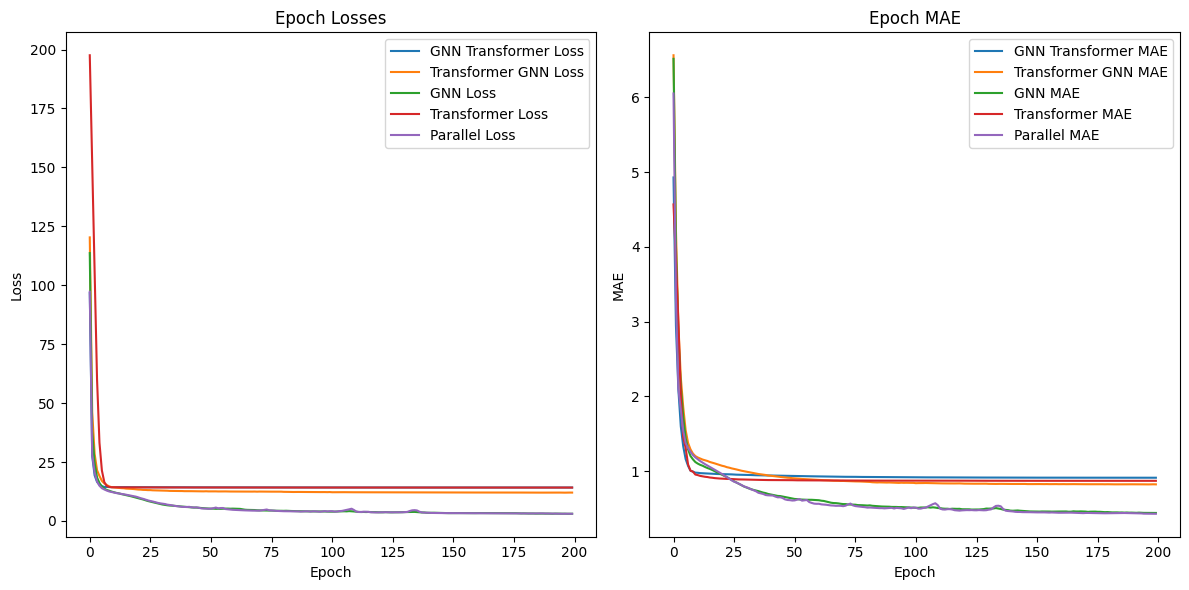 Epoch Losses
200
175
150
125
100
75
50
25
0
Loss
0
25
50
75
100
125
150
175
200
Epoch
GNN Transformer Loss
Transformer GNN Loss
GNN Loss
Transformer Loss
Parallel Loss
Epoch MAE
6
5
4
3
2
1
MAE
0
25
50
75
100
125
150
175
200
Epoch
GNN Transformer MAE
Transformer GNN MAE
GNN MAE
Transformer MAE
Parallel MAE